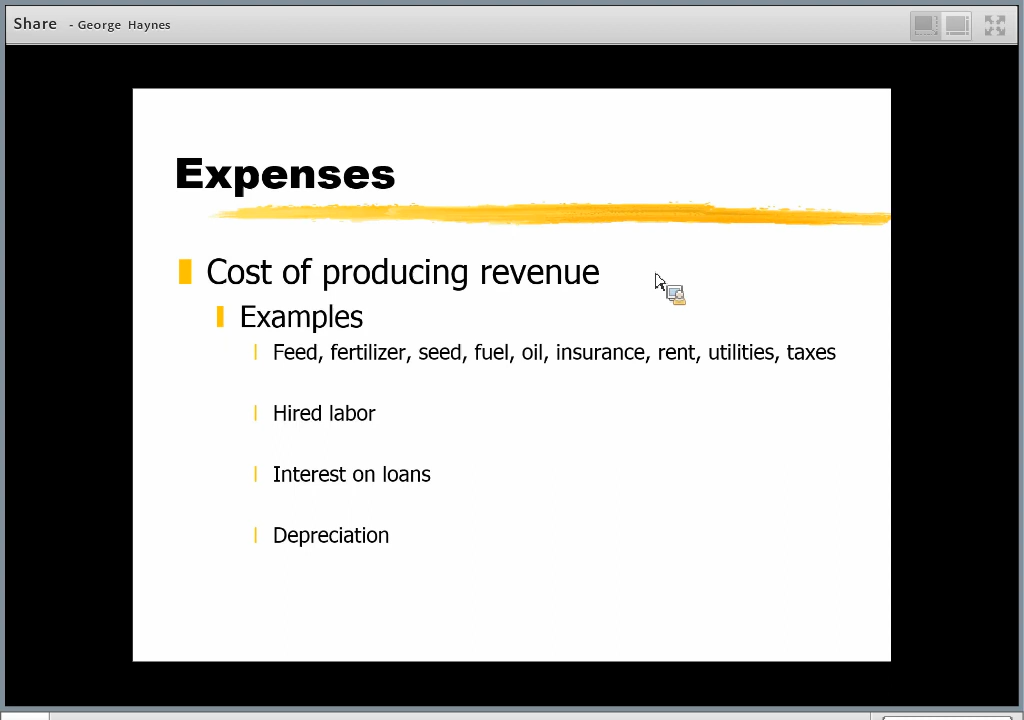 Share - George Haynes
Expenses
Cost of producing revenue
Examples
Feed, fertilizer, seed, fuel, oil, insurance, rent, utilities, taxes
Hired labor
Interest on loans
Depreciation